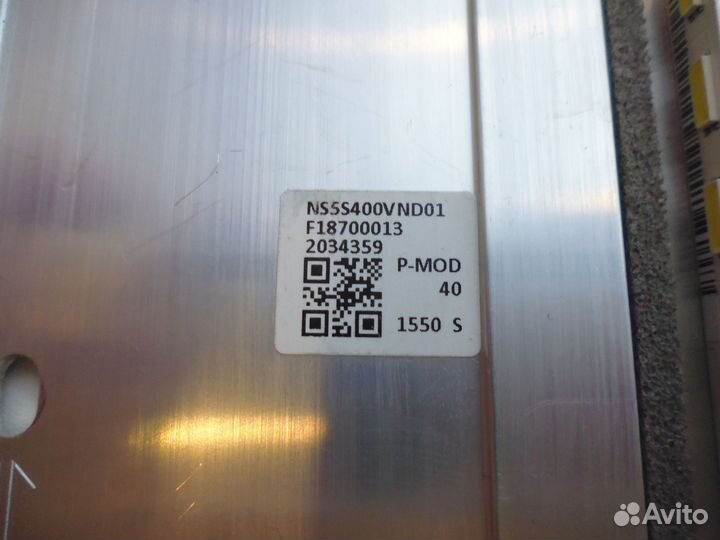 NS5S400VND01
F18700013
2034359
P-MOD
40
1550 S
Avito